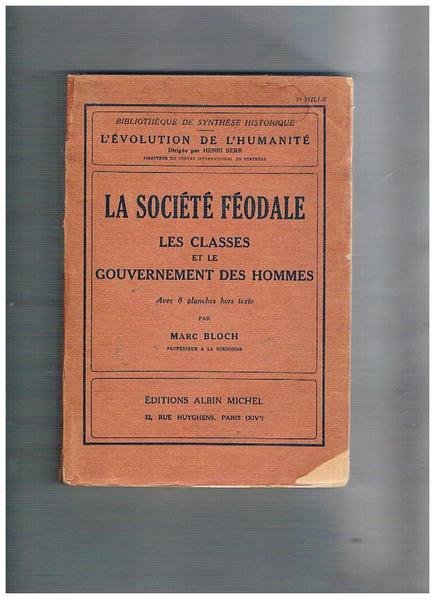 7e MILLE
BIBLIOTHÈQUE DE SYNTHÈSE HISTORIQUE
L'ÉVOLUTION DE L'HUMANITÉ
Dirigée par HENRI BERR
DIRECTEUR DU CENTRE INTERNATIONAL DE SYNTHÈSE
LA SOCIÉTÉ FÉODALE
LES CLASSES
ET LE
GOUVERNEMENT DES HOMMES
Avec 8 planches hors texte
PAR
MARC BLOCH
PROFESSEUR A LA SORBONNE
ÉDITIONS ALBIN MICHEL
22, RUE HUYGHENS, PARIS (XIVe)